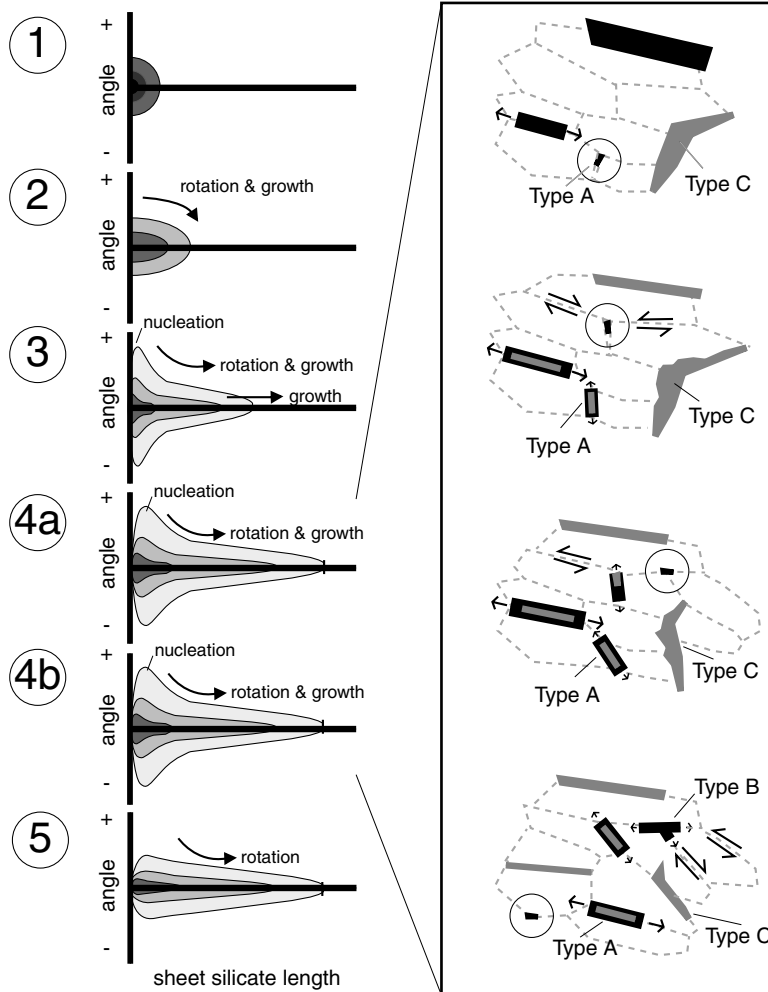 1
+
angle
-
2
+
angle
-
rotation & growth
3
+
angle
-
nucleation
rotation & growth
growth
4a
+
angle
-
nucleation
rotation & growth
4b
+
angle
-
nucleation
rotation & growth
5
+
angle
-
rotation
sheet silicate length
Type A
Type C
Type A
Type C
Type A
Type C
Type B
Type A
Type C